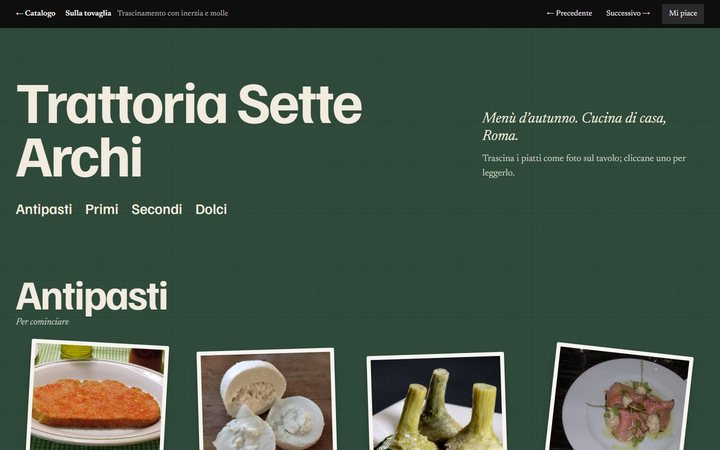 ← Catalogo Sulla tovaglia Trascinamento con inerzia e molle ← Precedente Successivo → Mi piace
Trattoria Sette
Archi
Menù d'autunno. Cucina di casa,
Roma.
Trascina i piatti come foto sul tavolo; cliccane uno per
leggerlo.
Antipasti Primi Secondi Dolci
Antipasti
Per cominciare